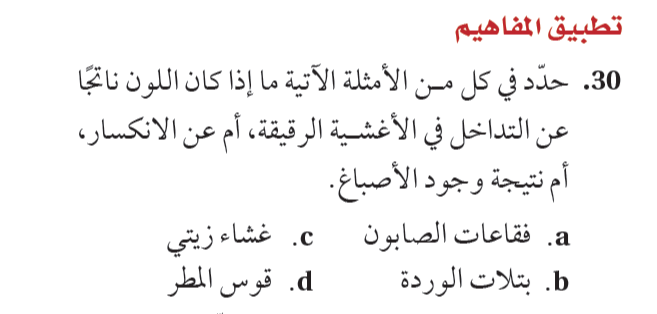 تطبيق المفاهيم
30. حدّد في كل مـن الأمثلة الآتية ما إذا كان اللون ناتجًا
عن التداخل في الأغشـية الرقيقة، أم عن الانكسار،
أم نتيجة وجود الأصباغ.
a. فقاعات الصابون c. غشاء زيتي
b. بتلات الوردة d. قوس المطر